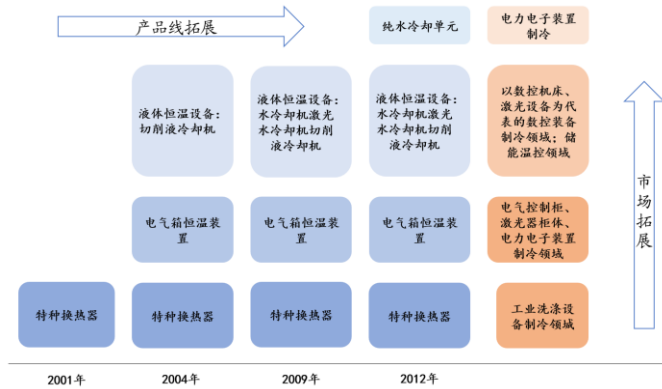 产品线拓展
纯水冷却单元
电力电子装置
制冷
液体恒温设备：
切削液冷却机
液体恒温设备：
水冷却机激光
水冷却机切削
液冷却机
液体恒温设备：
水冷却机激光
水冷却机切削
液冷却机
以数控机床、
激光设备为代
表的数控装备
制冷领域；储
能温控领域
市场拓展
电气箱恒温装
置
电气箱恒温装
置
电气箱恒温装
置
电气控制柜、
激光器柜体、
电力电子装置
制冷领域
特种换热器
特种换热器
特种换热器
特种换热器
工业洗涤设
备制冷领域
2001年
2004年
2009年
2012年